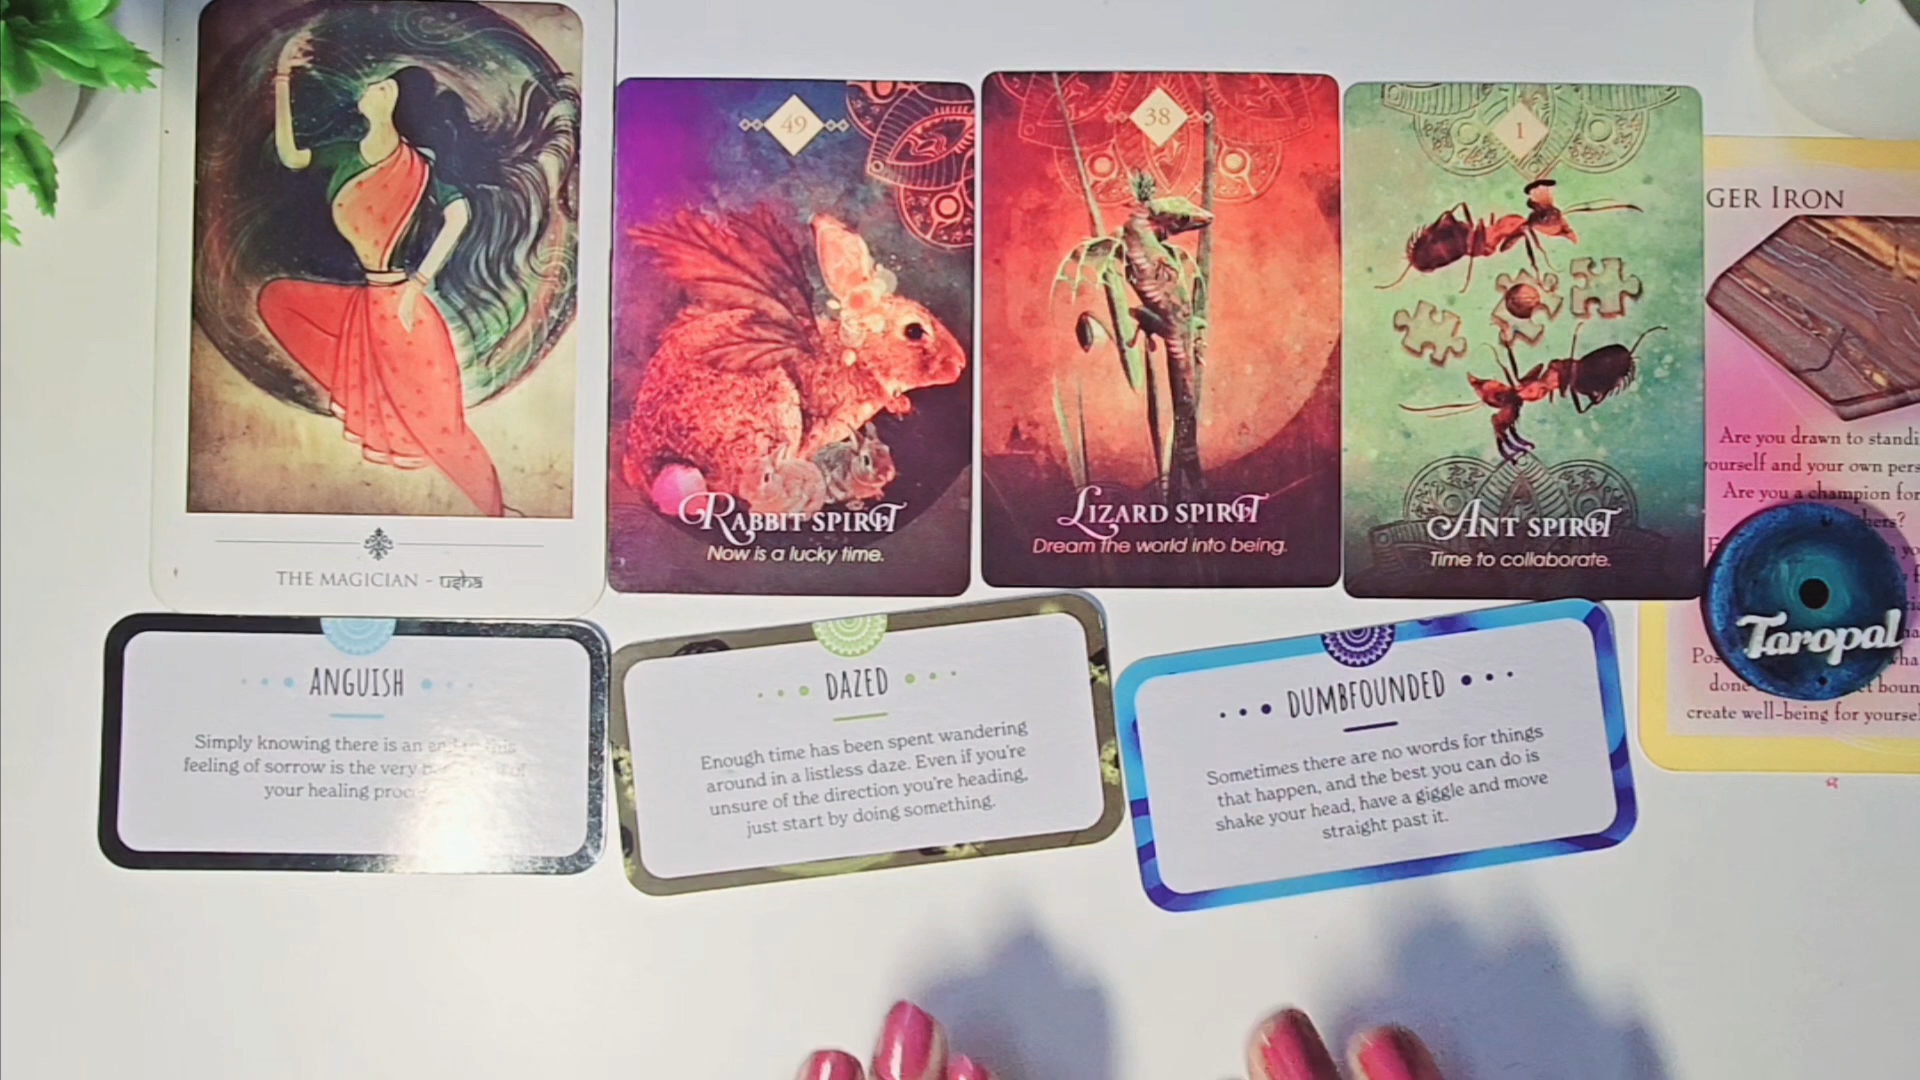 THE MAGICIAN - usha
49
RABBIT SPIRIT
Now is a lucky time.
38
LIZARD SPIRIT
Dream the world into being.
1
ANT SPIRIT
Time to collaborate.
GER IRON
Are you drawn to standi
yourself and your own pers
Are you a champion for
hers?
done
boun
create well-being for yoursel
Taropal
ANGUISH
Simply knowing there is an
feeling of sorrow is the very
your healing
DAZED
Enough time has been spent wandering
around in a listless daze. Even if you're
unsure of the direction you're heading,
just start by doing something.
DUMBFOUNDED
Sometimes there are no words for things
that happen, and the best you can do is
shake your head, have a giggle and move
straight past it.